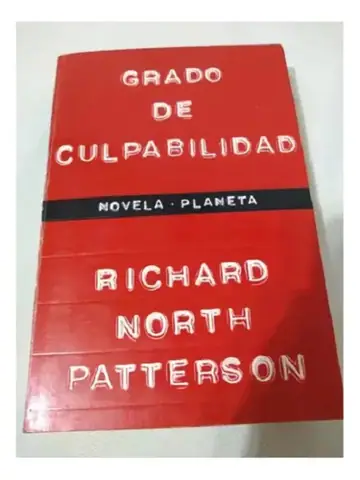 GRADO
DE
CULPABILIDAD
NOVELA · PLANETA
RICHARD
NORTH
PATTERSON